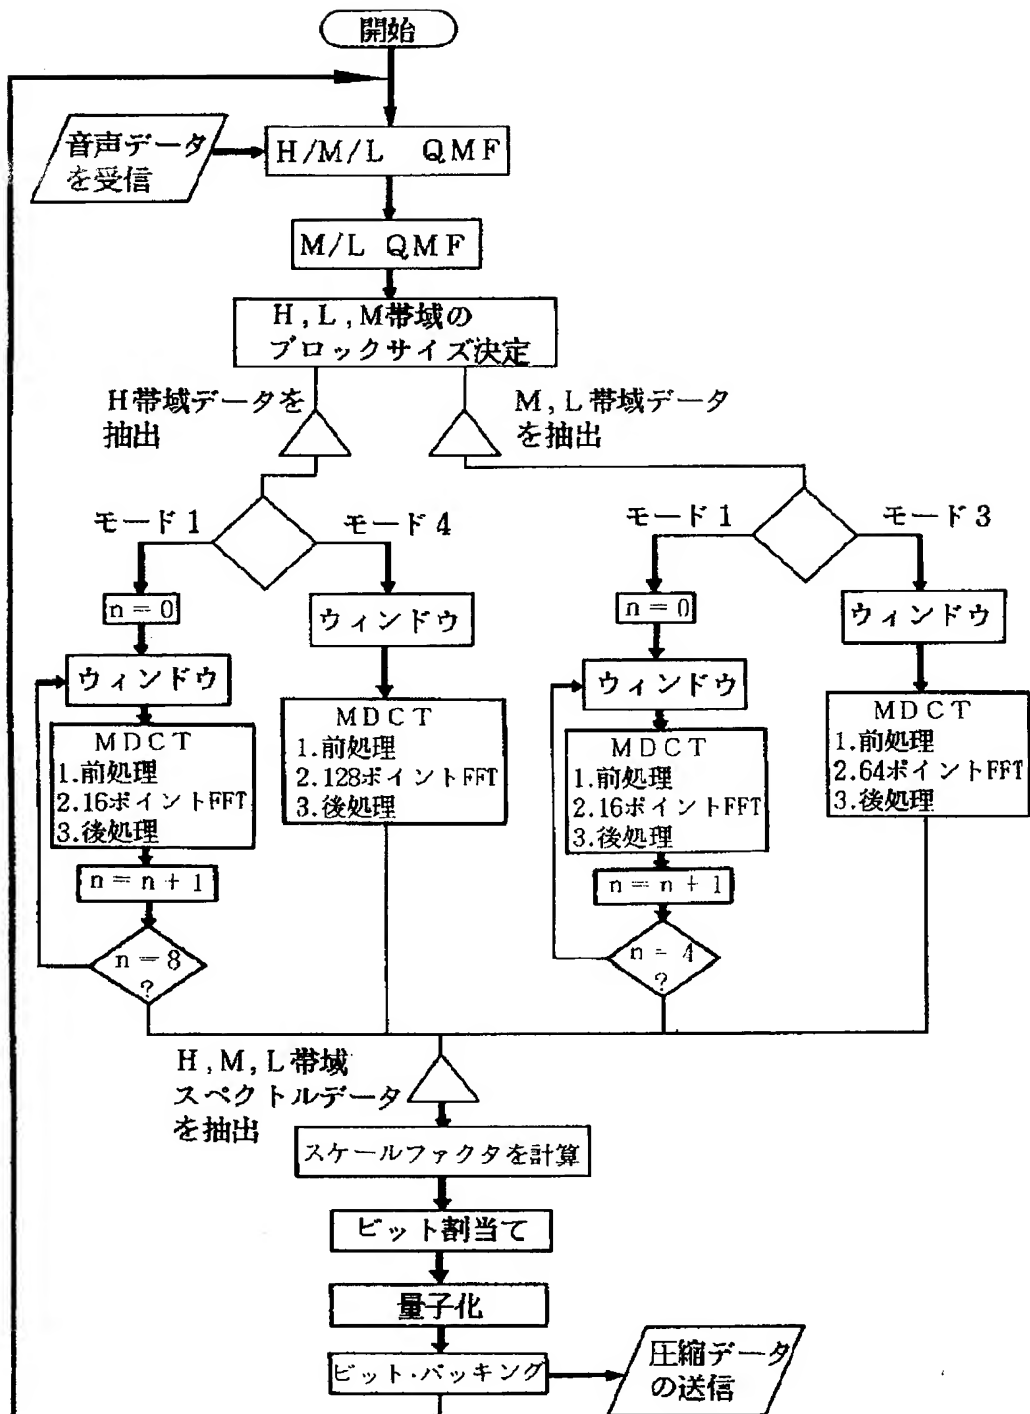 開始
音声データ
を受信
H/M/L QMF
M/L QMF
H,L,M帯域の
ブロックサイズ決定
H帯域データを
抽出
M,L帯域データ
を抽出
モード1
モード4
n=0
ウィンドウ
MDCT
1.前処理
2.16ポイントFFT
3.後処理
n=n+1
n=8
?
ウィンドウ
MDCT
1.前処理
2.128ポイントFFT
3.後処理
モード1
モード3
n=0
ウィンドウ
MDCT
1.前処理
2.16ポイントFFT
3.後処理
n=n+1
n=4
?
ウィンドウ
MDCT
1.前処理
2.64ポイントFFT
3.後処理
H,M,L帯域
スペクトルデータ
を抽出
スケールファクタを計算
ビット割当て
量子化
ビット・パッキング
圧縮データ
の送信